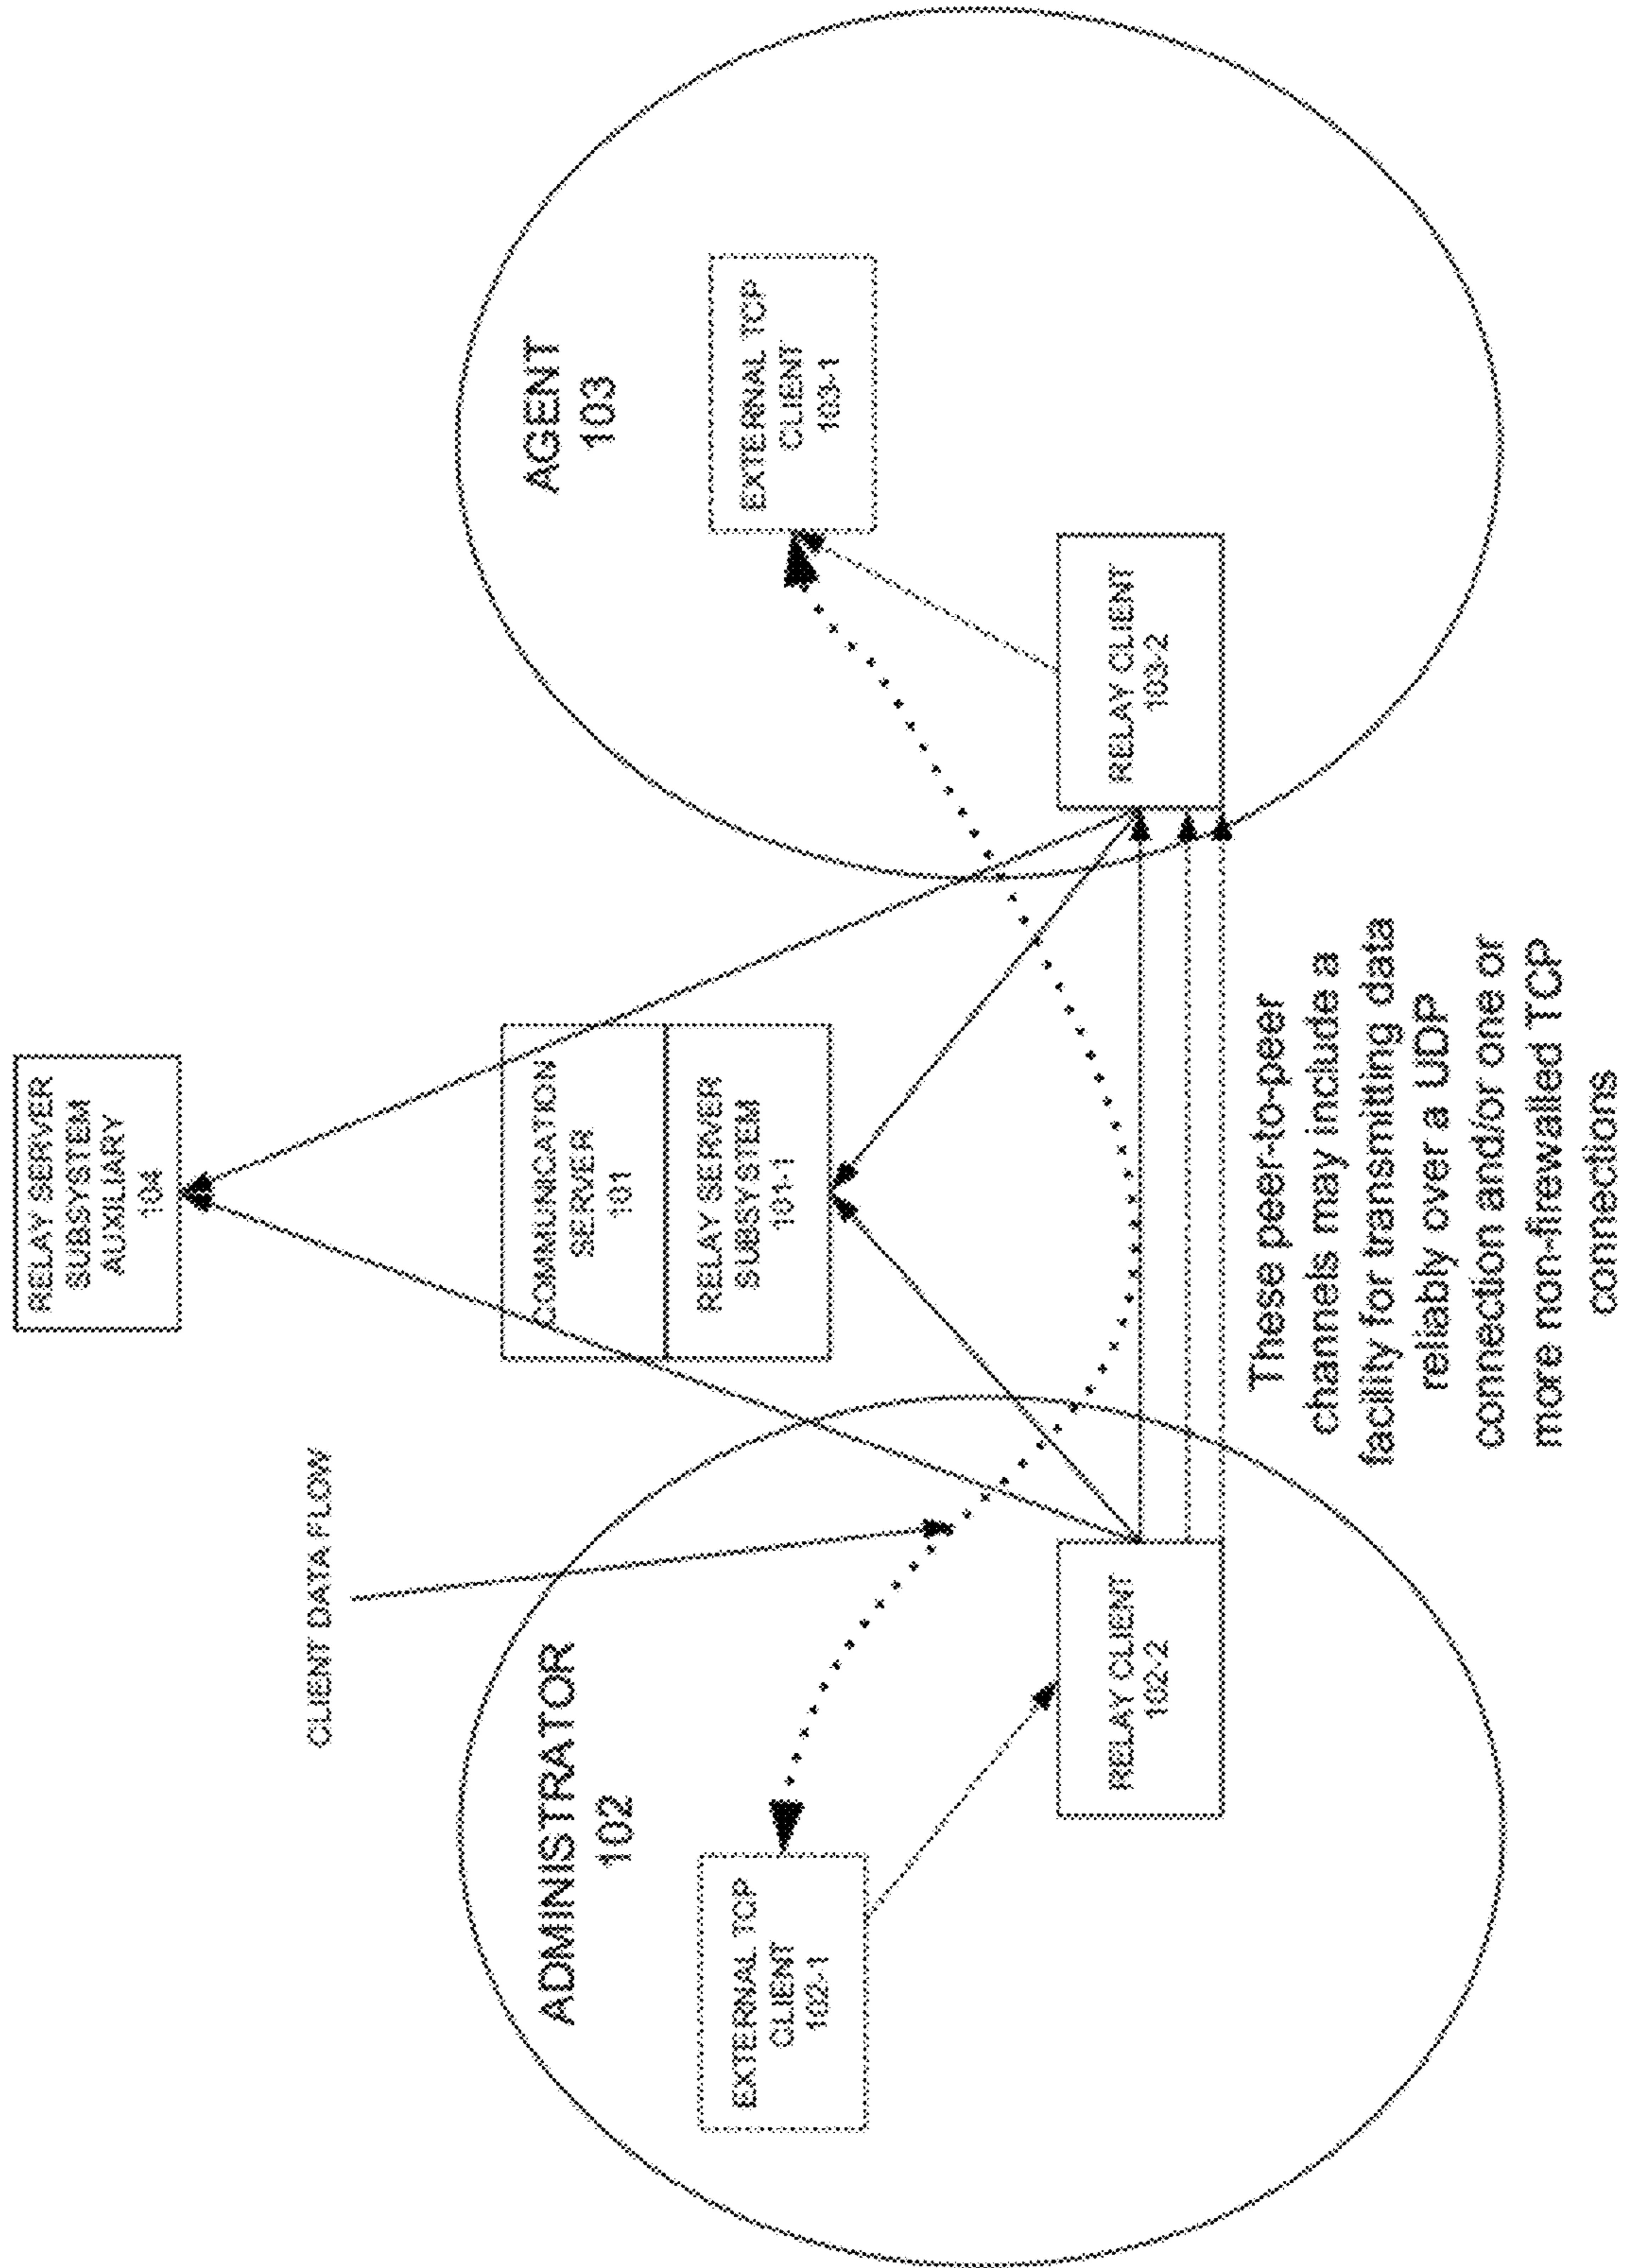 RELAY SERVER
SUBSYSTEM
AUXILIARY
104
CLIENT DATA FLOW
COMMUNICATION
SERVER
101
RELAY SERVER
SUBSYSTEM
101-1
ADMINISTRATOR
102
EXTERNAL TCP
CLIENT
102-1
RELAY CLIENT
102-2
AGENT
103
EXTERNAL TCP
CLIENT
103-1
RELAY CLIENT
103-2
These peer-to-peer
channels may include a
facility for transmitting data
reliably over a UDP
connection and/or one or
more non-firewalled TCP
connections